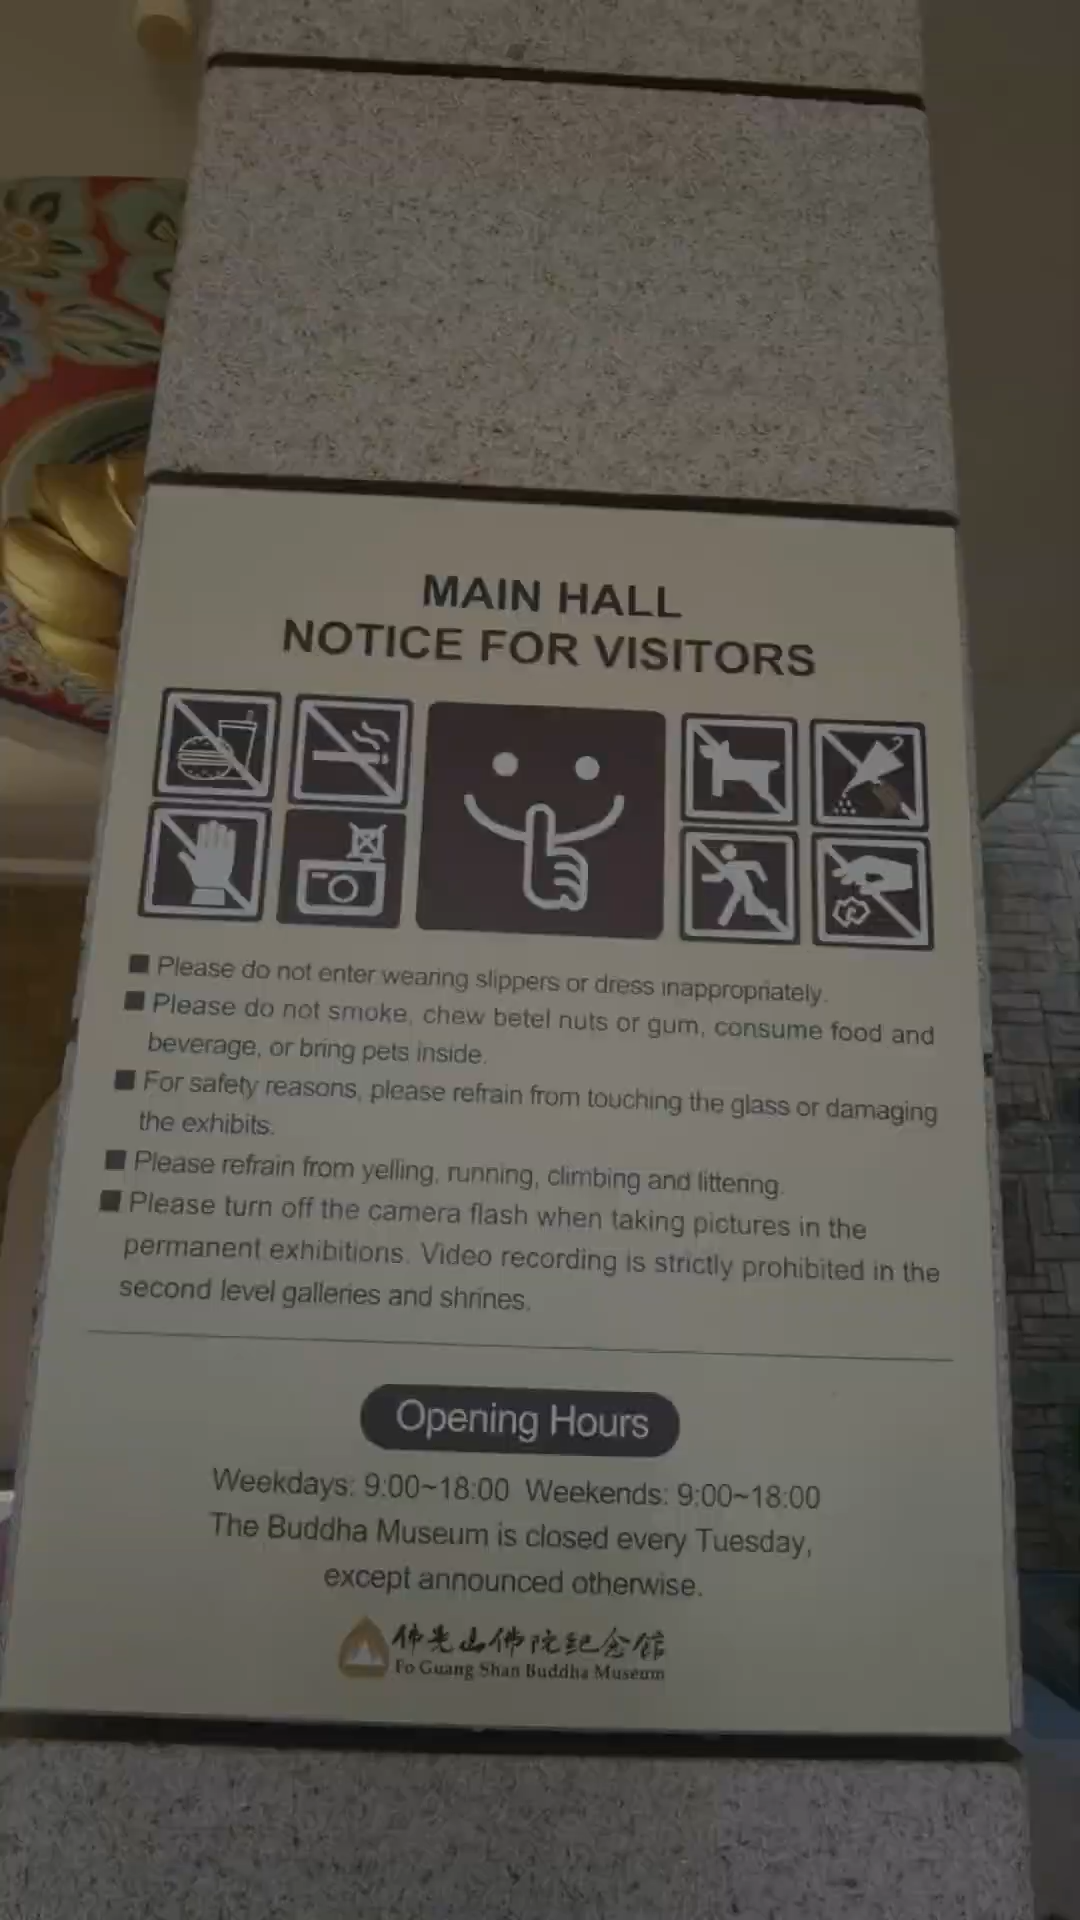 MAIN HALL
NOTICE FOR VISITORS
■ Please do not enter wearing slippers or dress inappropriately.
■ Please do not smoke, chew betel nuts or gum, consume food and
beverage, or bring pets inside.
■ For safety reasons, please refrain from touching the glass or damaging
the exhibits.
■ Please refrain from yelling, running, climbing and littering.
■ Please turn off the camera flash when taking pictures in the
permanent exhibitions. Video recording is strictly prohibited in the
second level galleries and shrines.
Opening Hours
Weekdays: 9:00~18:00 Weekends: 9:00~18:00
The Buddha Museum is closed every Tuesday,
except announced otherwise.
佛光山佛陀紀念館
Fo Guang Shan Buddha Museum